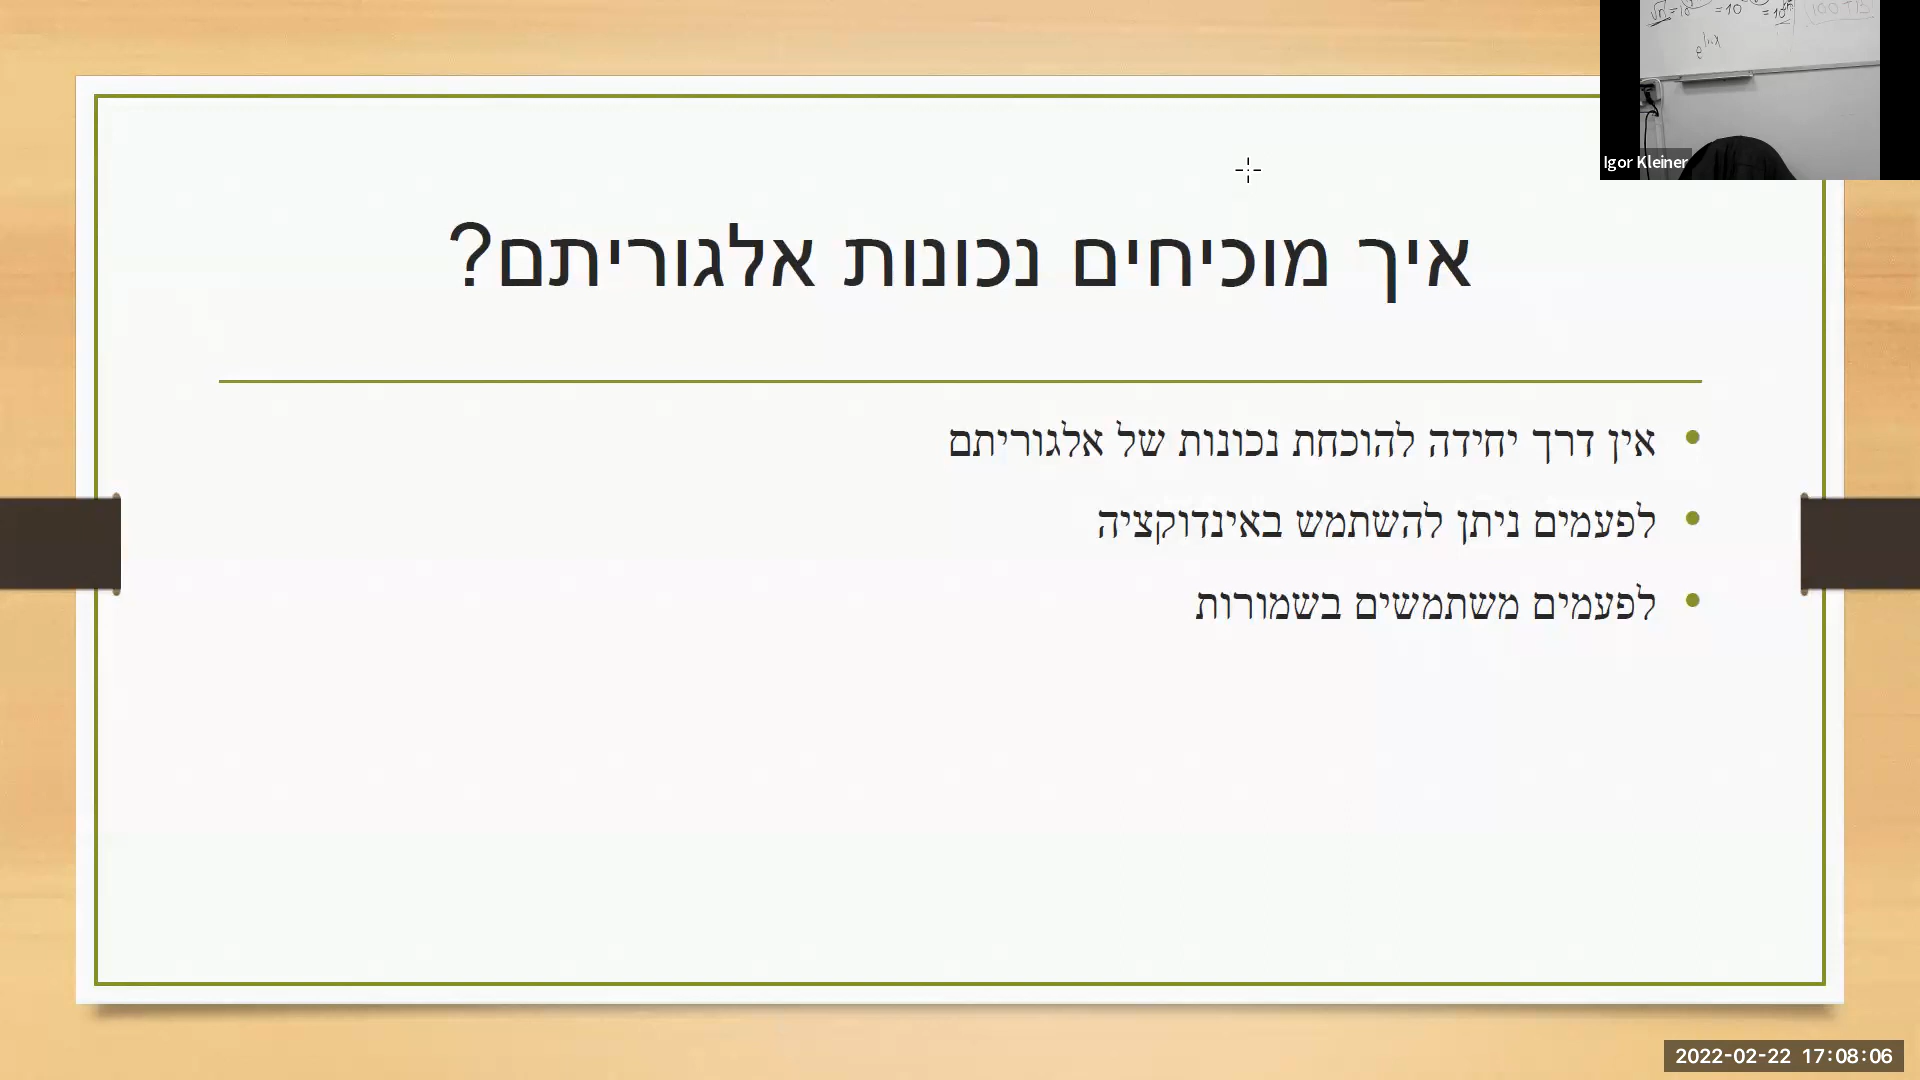 איך מוכיחים נכונות אלגוריתם?
אין דרך יחידה להוכחת נכונות של אלגוריתם
לפעמים ניתן להשתמש באינדוקציה
לפעמים משתמשים בשמורות
Igor Kleiner
2022-02-22 17:08:06